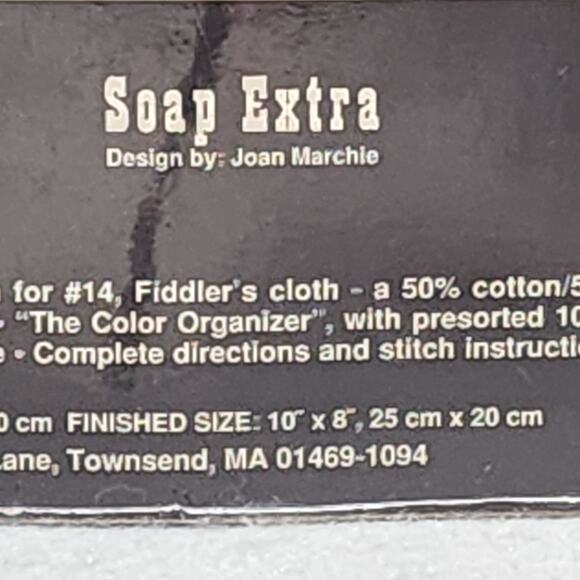 Soap Extra
Design by: Joan Marchie
for #14, Fiddler's cloth - a 50% cotton/5
"The Color Organizer", with presorted 10
• Complete directions and stitch instructi
0 cm FINISHED SIZE: 10" x 8", 25 cm x 20 cm
Lane, Townsend, MA 01469-1094